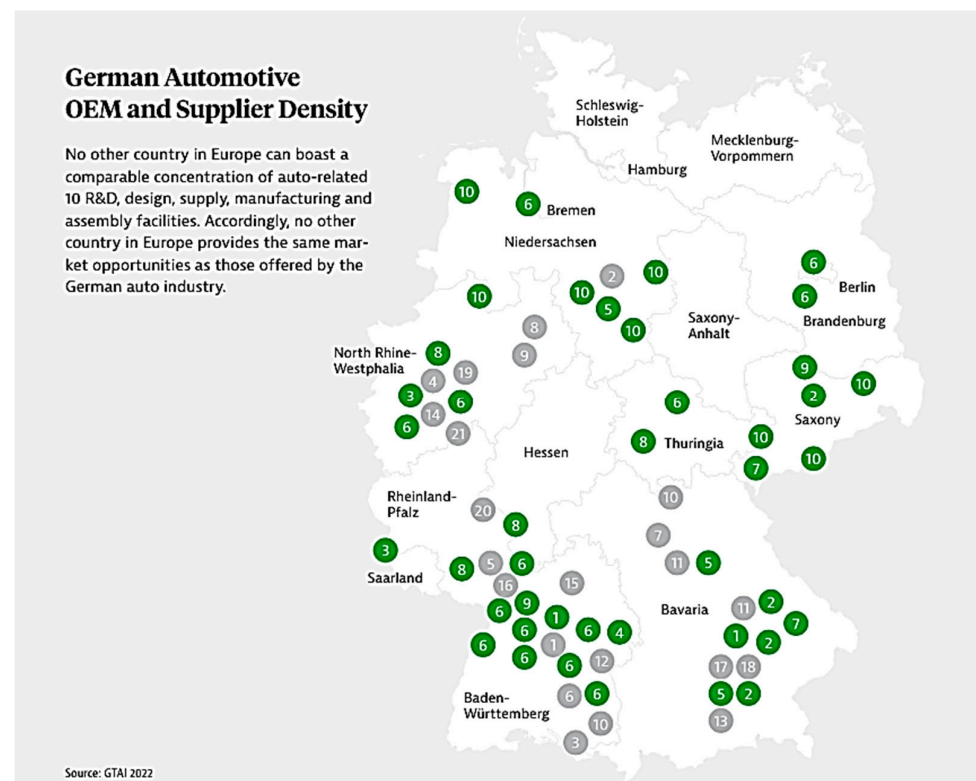 German Automotive
OEM and Supplier Density
No other country in Europe can boast a
comparable concentration of auto-related
10 R&D, design, supply, manufacturing and
assembly facilities. Accordingly, no other
country in Europe provides the same mar-
ket opportunities as those offered by the
German auto industry.
Schleswig-
Holstein
Mecklenburg-
Vorpommern
Hamburg
10
6
Bremen
Niedersachsen
6
2
10
Berlin
10
10
6
5
Brandenburg
Saxony-
Anhalt
8
10
North Rhine-
Westphalia
8
9
9
4
19
10
3
6
6
2
14
Saxony
6
21
10
8
Thuringia
Hessen
10
7
10
Rheinland-
Pfalz
20
8
7
3
Saarland
8
5
6
11
5
16
15
6
9
11
2
Bavaria
1
7
6
6
4
1
2
6
1
6
12
17
18
6
Baden-
Württemberg
6
6
5
2
10
13
3
Source: GTAI 2022